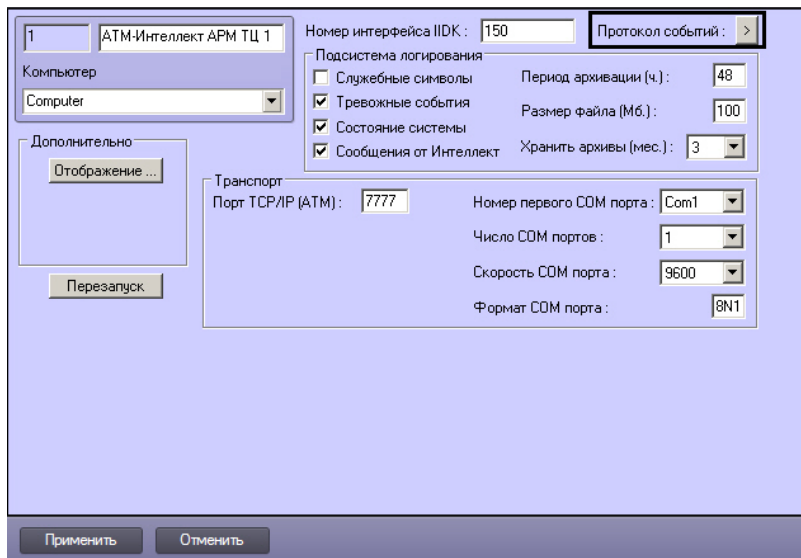 1 АТМ-Интеллект АРМ ТЦ 1
Компьютер
Computer
Номер интерфейса IIDK : 150
Протокол событий : >
Подсистема логирования
Служебные символы
Тревожные события
Состояние системы
Сообщения от Интеллект
Период архивации (ч.) : 48
Размер файла (Мб.) : 100
Хранить архивы (мес.) : 3
Дополнительно
Отображение ...
Перезапуск
Транспорт
Порт TCP/IP (ATM) : 7777
Номер первого COM порта : Com1
Число COM портов : 1
Скорость COM порта : 9600
Формат COM порта : 8N1
Применить Отменить